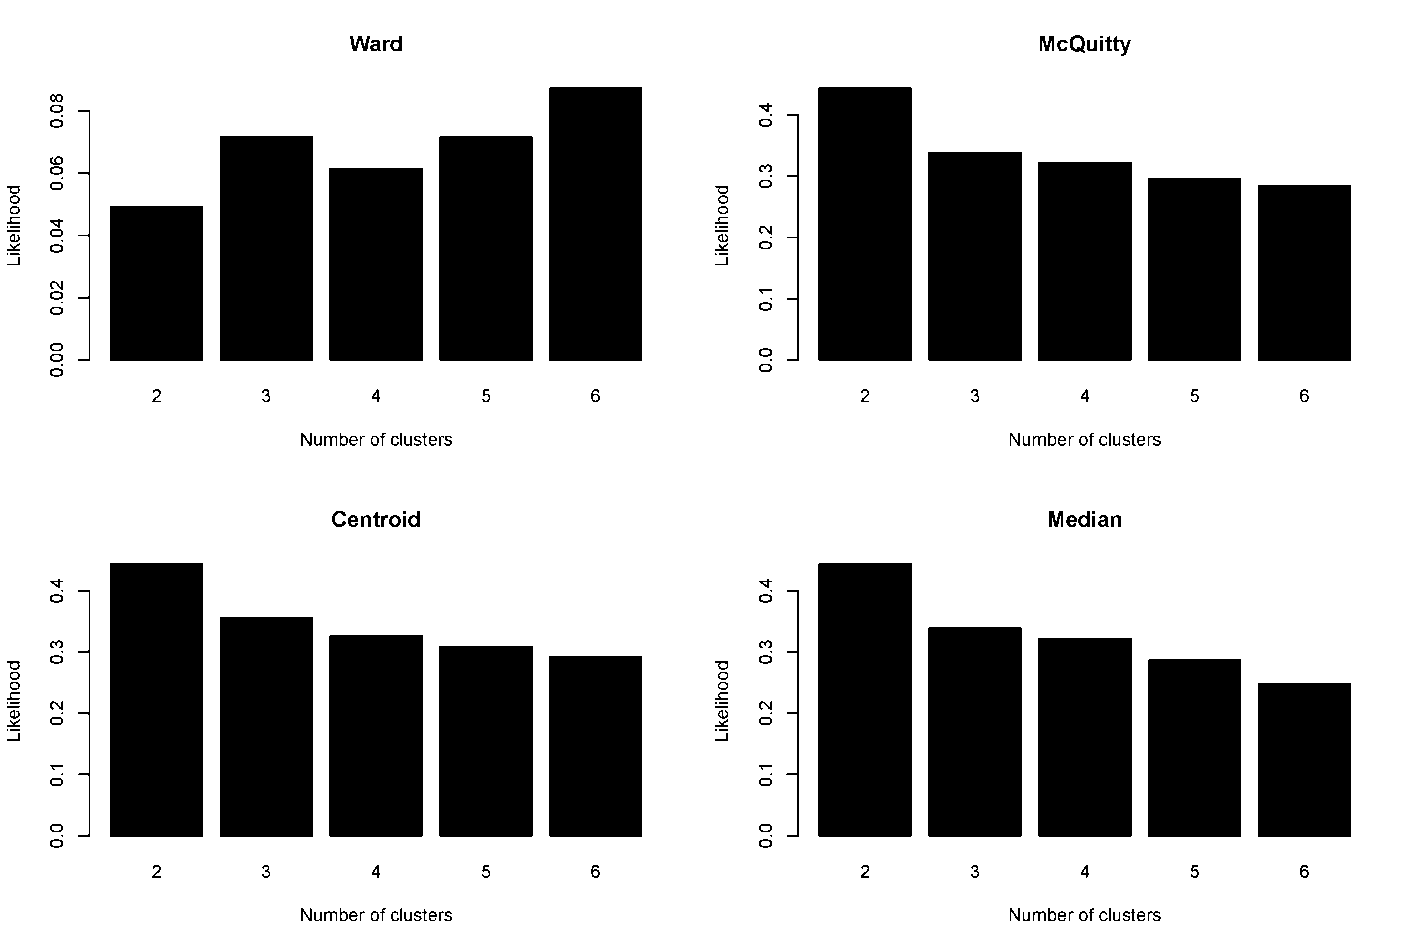 Ward
Likelihood
0.00 0.02 0.04 0.06 0.08
2 3 4 5 6
Number of clusters
McQuitty
Likelihood
0.0 0.1 0.2 0.3 0.4
2 3 4 5 6
Number of clusters
Centroid
Likelihood
0.0 0.1 0.2 0.3 0.4
2 3 4 5 6
Number of clusters
Median
Likelihood
0.0 0.1 0.2 0.3 0.4
2 3 4 5 6
Number of clusters